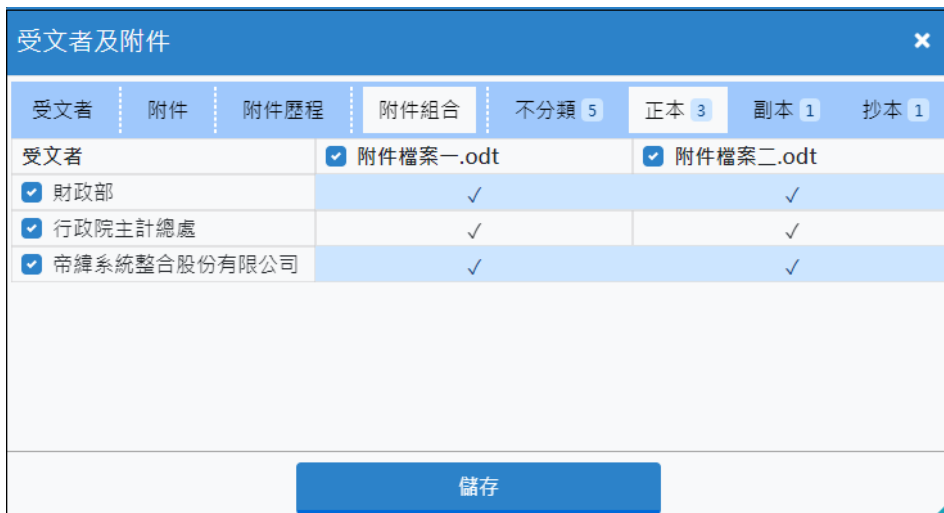 受文者及附件
受文者 附件 附件歷程 附件組合 不分類 5 正本 3 副本 1 抄本 1
受文者 附件檔案一.odt 附件檔案二.odt
財政部 ✓ ✓
行政院主計總處 ✓ ✓
帝緯系統整合股份有限公司 ✓ ✓
儲存